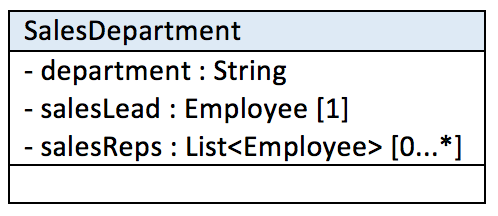 SalesDepartment
- department : String
- salesLead : Employee [1]
- salesReps : List<Employee> [0...*]